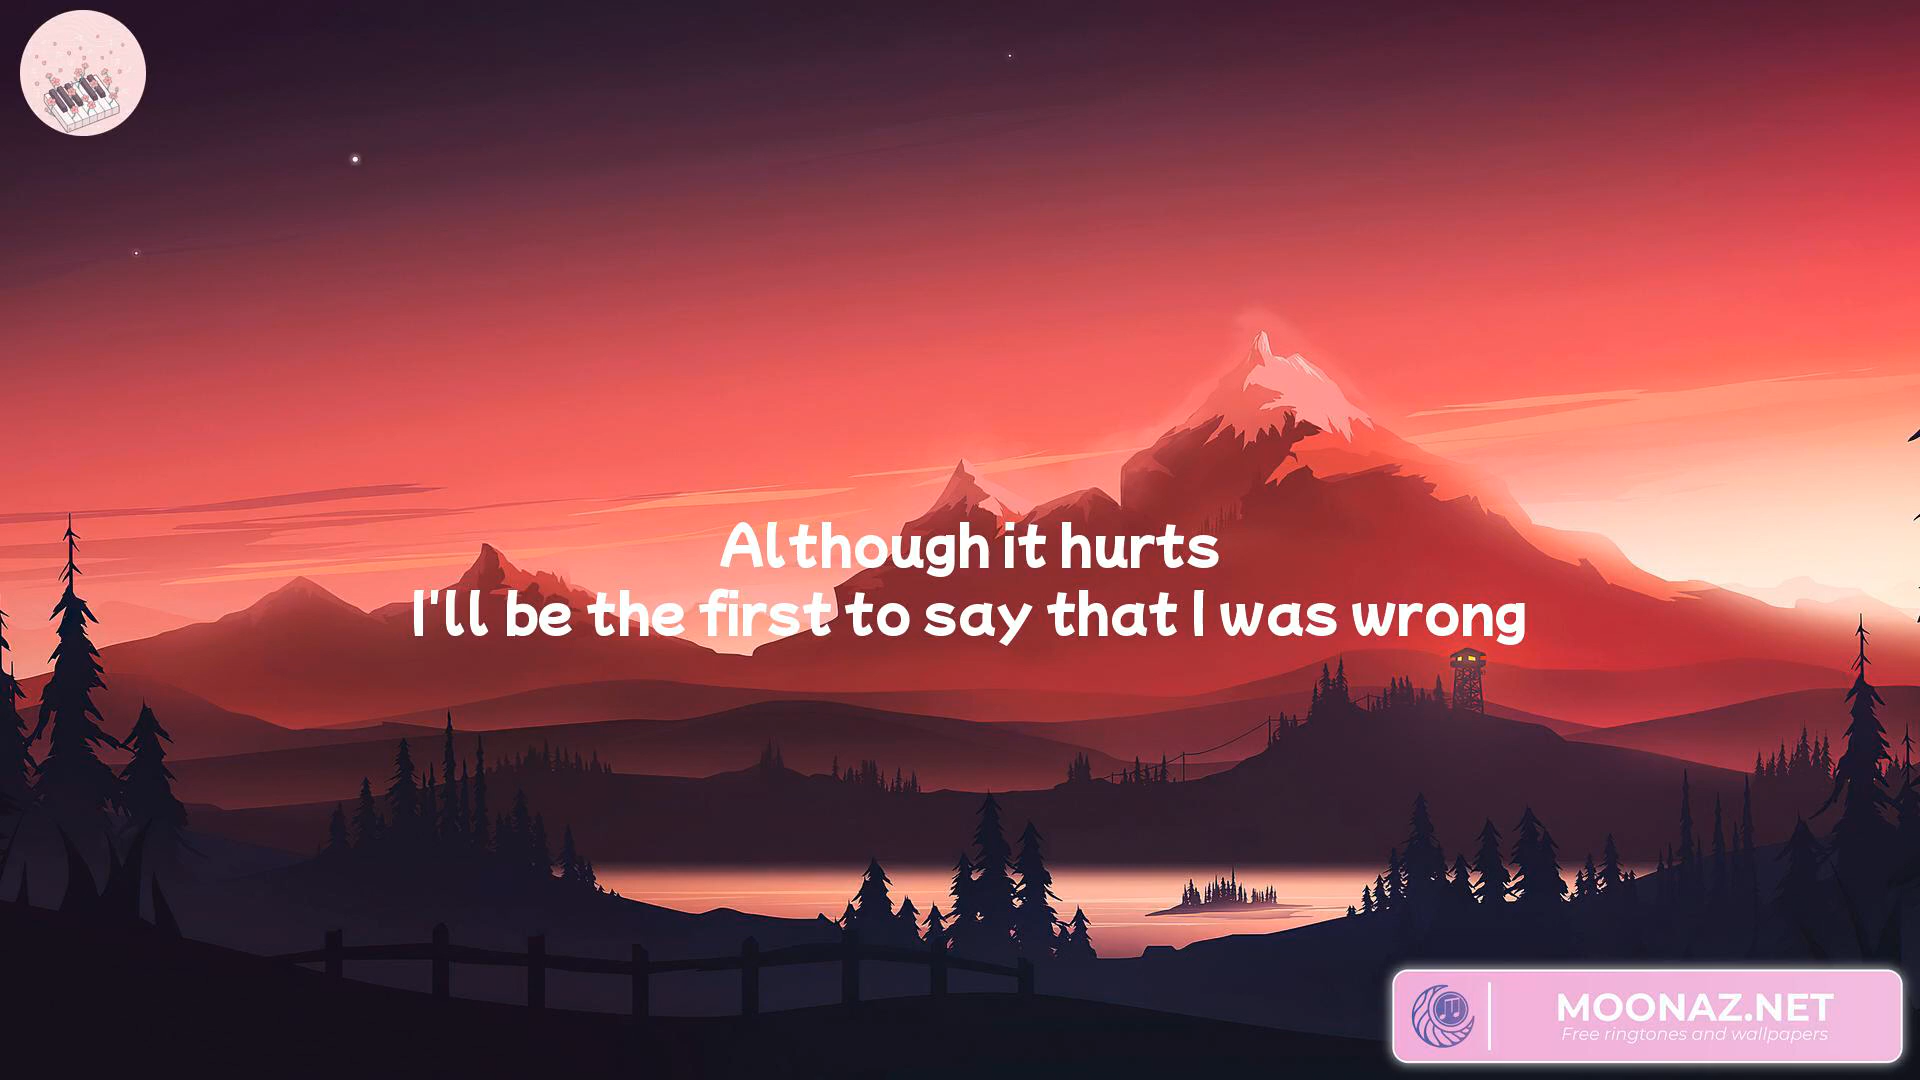 Although it hurts
I'll be the first to say that I was wrong
MOONAZ.NET
Free ringtones and wallpapers